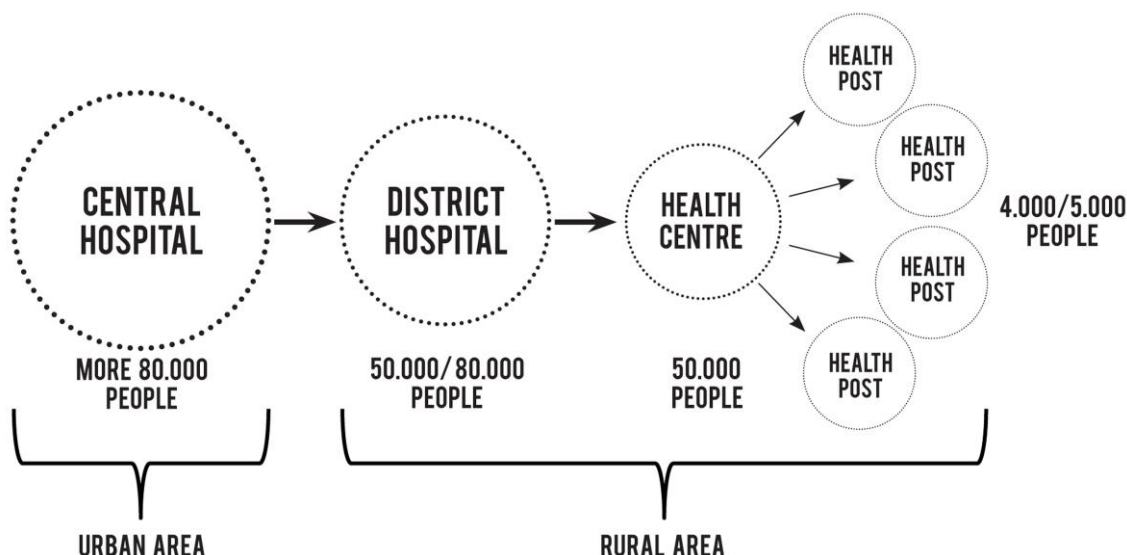 CENTRAL
HOSPITAL
MORE 80.000
PEOPLE
DISTRICT
HOSPITAL
50.000/80.000
PEOPLE
HEALTH
CENTRE
50.000
PEOPLE
HEALTH
POST
HEALTH
POST
HEALTH
POST
HEALTH
POST
4.000/5.000
PEOPLE
URBAN AREA
RURAL AREA